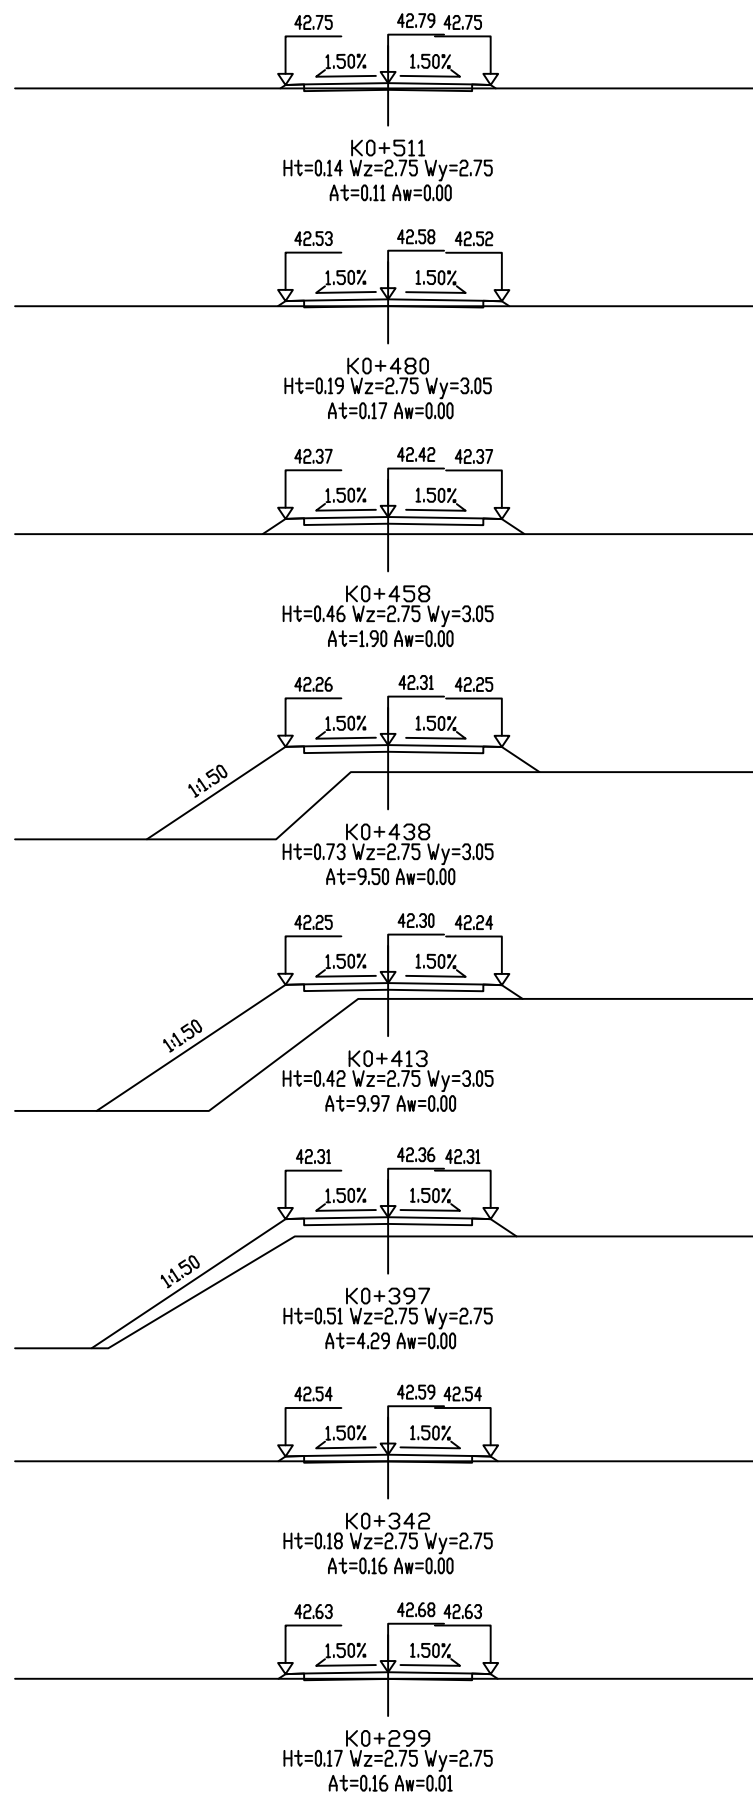 42.75 42.79 42.75
1.50% 1.50%
K0+511
Ht=0.14 Wz=2.75 Wy=2.75
At=0.11 Aw=0.00
42.53 42.58 42.52
1.50% 1.50%
K0+480
Ht=0.19 Wz=2.75 Wy=3.05
At=0.17 Aw=0.00
42.37 42.42 42.37
1.50% 1.50%
K0+458
Ht=0.46 Wz=2.75 Wy=3.05
At=1.90 Aw=0.00
42.26 42.31 42.25
1.50% 1.50%
1:1.50
K0+438
Ht=0.73 Wz=2.75 Wy=3.05
At=9.50 Aw=0.00
42.25 42.30 42.24
1.50% 1.50%
1:1.50
K0+413
Ht=0.42 Wz=2.75 Wy=3.05
At=9.97 Aw=0.00
42.31 42.36 42.31
1.50% 1.50%
1:1.50
K0+397
Ht=0.51 Wz=2.75 Wy=2.75
At=4.29 Aw=0.00
42.54 42.59 42.54
1.50% 1.50%
K0+342
Ht=0.18 Wz=2.75 Wy=2.75
At=0.16 Aw=0.00
42.63 42.68 42.63
1.50% 1.50%
K0+299
Ht=0.17 Wz=2.75 Wy=2.75
At=0.16 Aw=0.01